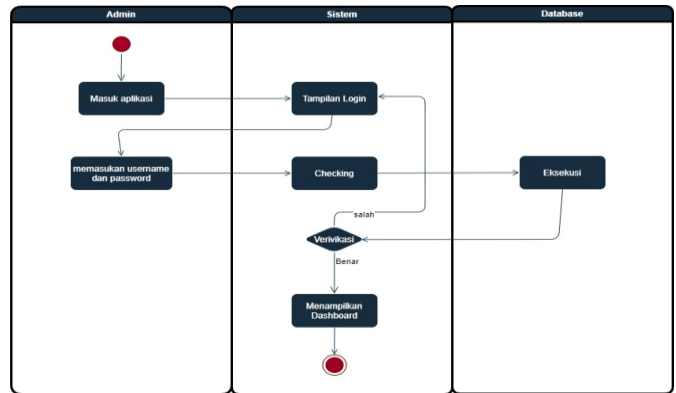 Admin
Sistem
Database
Masuk aplikasi
Tampilan Login
memasukan username
dan password
Checking
Eksekusi
salah
Verivikasi
Benar
Menampilkan
Dashboard